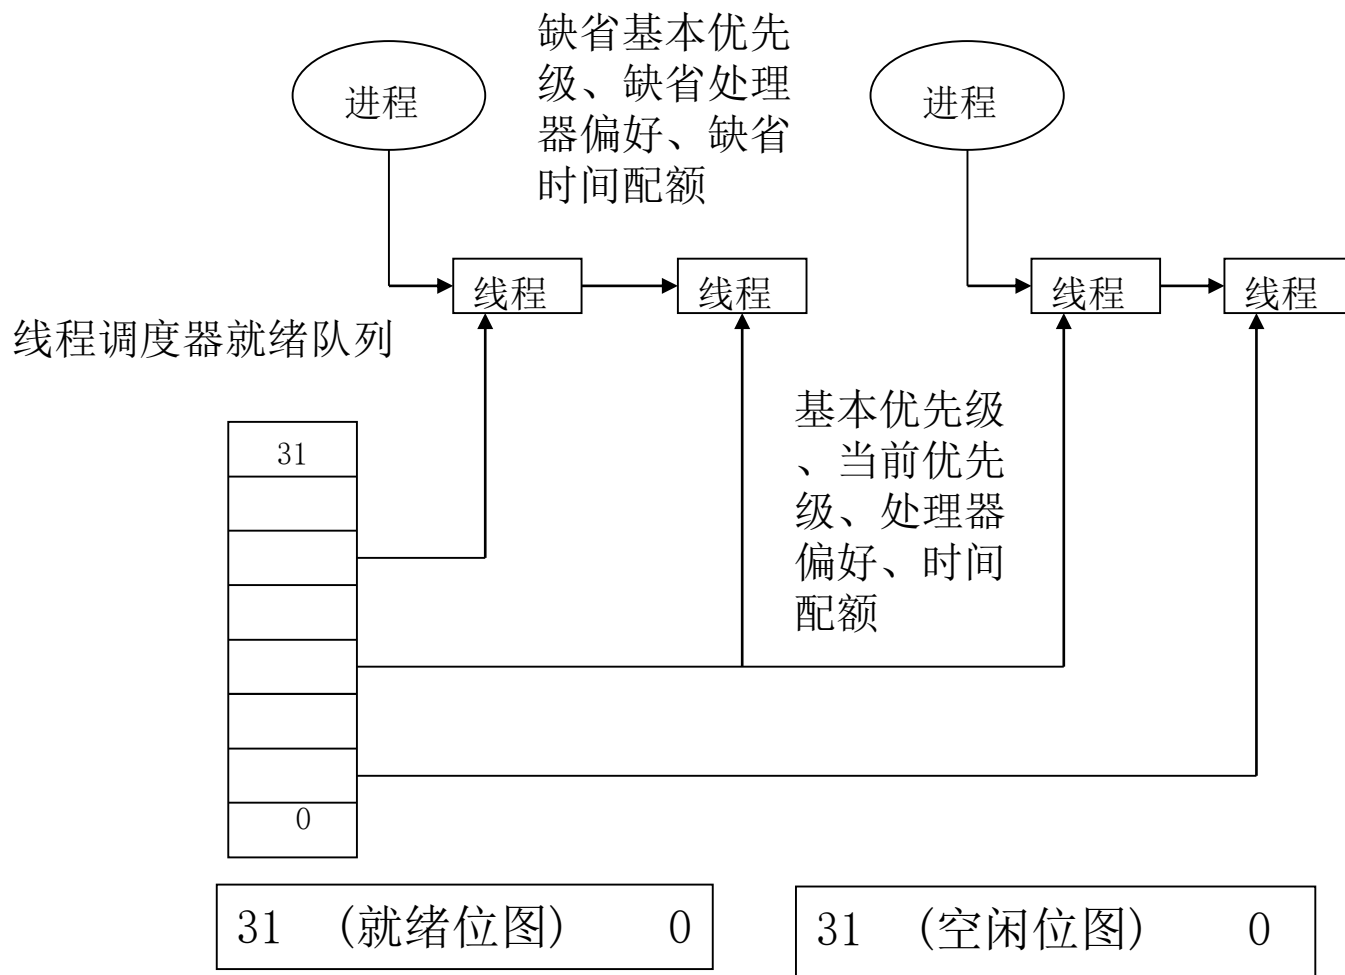 缺省基本优先
级、缺省处理
器偏好、缺省
时间配额
进程
进程
线程
线程
线程
线程
线程调度器就绪队列
基本优先级
、当前优先
级、处理器
偏好、时间
配额
31
0
31 (就绪位图) 0
31 (空闲位图) 0